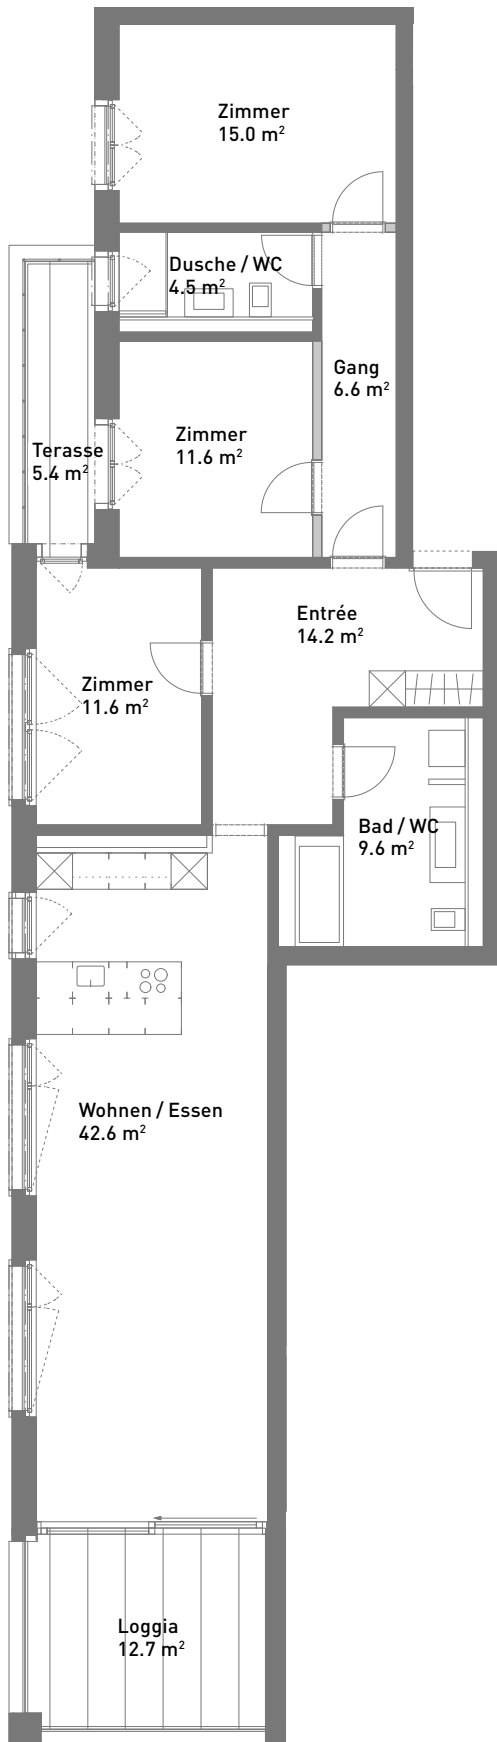 Zimmer
15.0 m²
Dusche / WC
4.5 m²
Gang
6.6 m²
Zimmer
11.6 m²
Terasse
5.4 m²
Entrée
14.2 m²
Zimmer
11.6 m²
Bad / WC
9.6 m²
Wohnen / Essen
42.6 m²
Loggia
12.7 m²